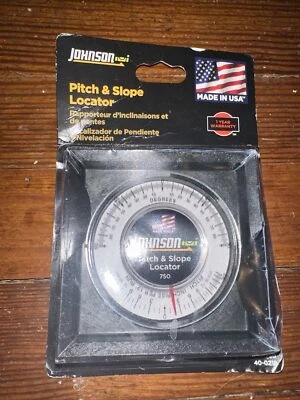 JOHNSON
Pitch & Slope
Locator
Rapporteur d'inclinaisons et
de pentes
Localizador de Pendiente
y Nivelación
MADE IN USA
1 YEAR
WARRANTY
DEGREES
JOHNSON
Pitch & Slope
Locator
750